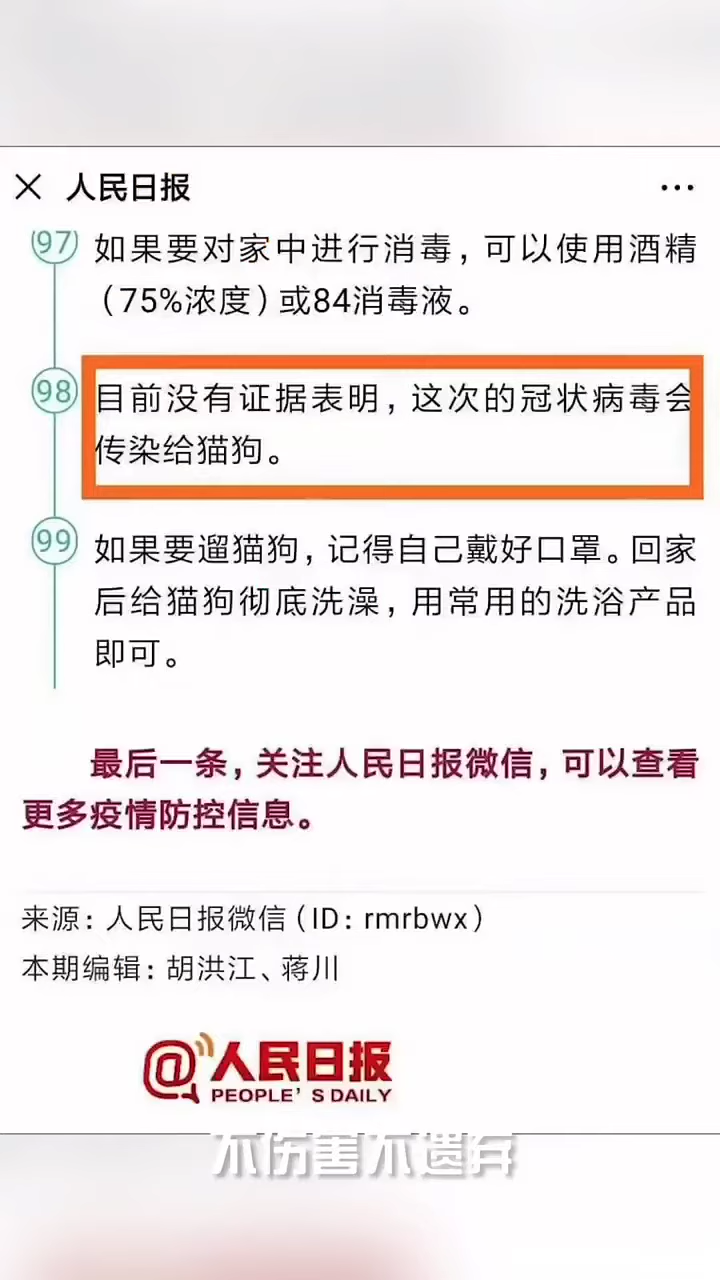 人民日报
97 如果要对家中进行消毒，可以使用酒精
（75%浓度）或84消毒液。
98 目前没有证据表明，这次的冠状病毒会
传染给猫狗。
99 如果要遛猫狗，记得自己戴好口罩。回家
后给猫狗彻底洗澡，用常用的洗浴产品
即可。
最后一条，关注人民日报微信，可以查看
更多疫情防控信息。
来源：人民日报微信（ID：rmrbwx）
本期编辑：胡洪江、蒋川
@人民日报
PEOPLE'S DAILY
不伤害不遗弃